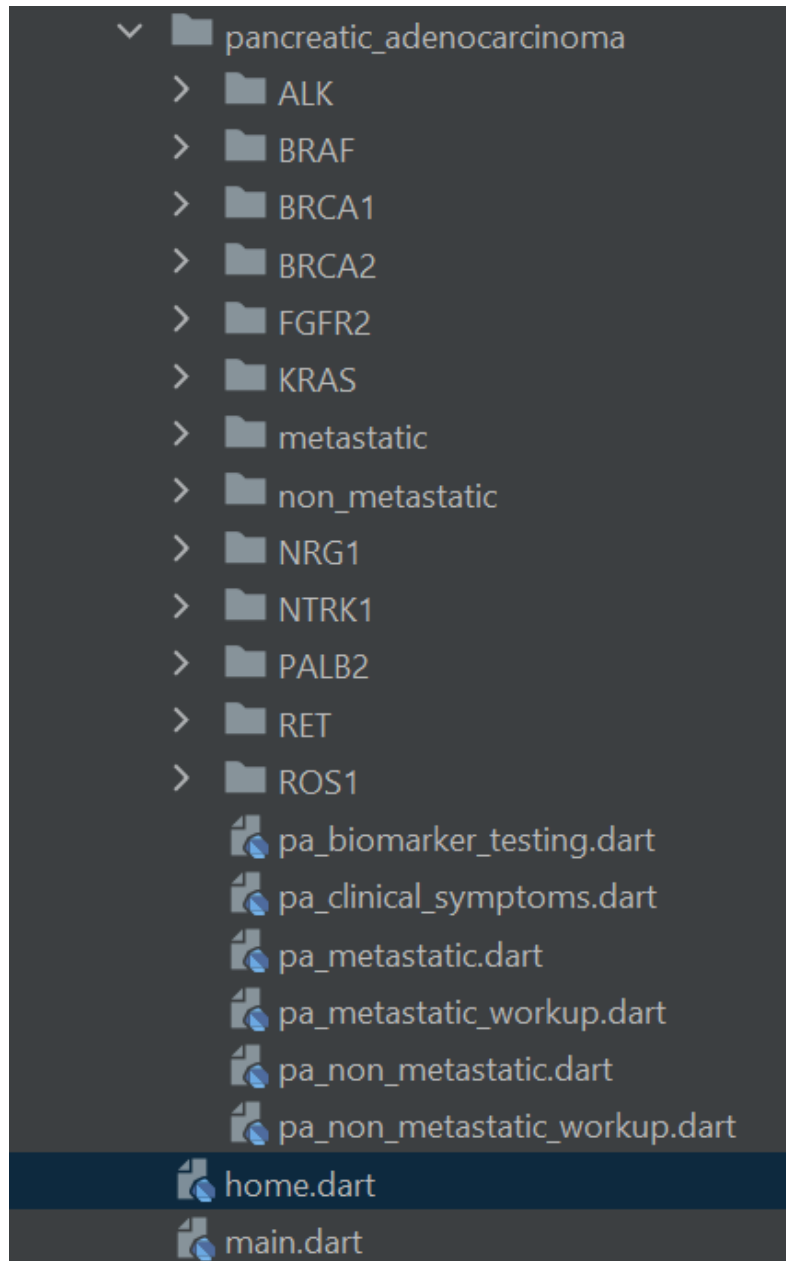 pancreatic_adenocarcinoma
ALK
BRAF
BRCA1
BRCA2
FGFR2
KRAS
metastatic
non_metastatic
NRG1
NTRK1
PALB2
RET
ROS1
pa_biomarker_testing.dart
pa_clinical_symptoms.dart
pa_metastatic.dart
pa_metastatic_workup.dart
pa_non_metastatic.dart
pa_non_metastatic_workup.dart
home.dart
main.dart